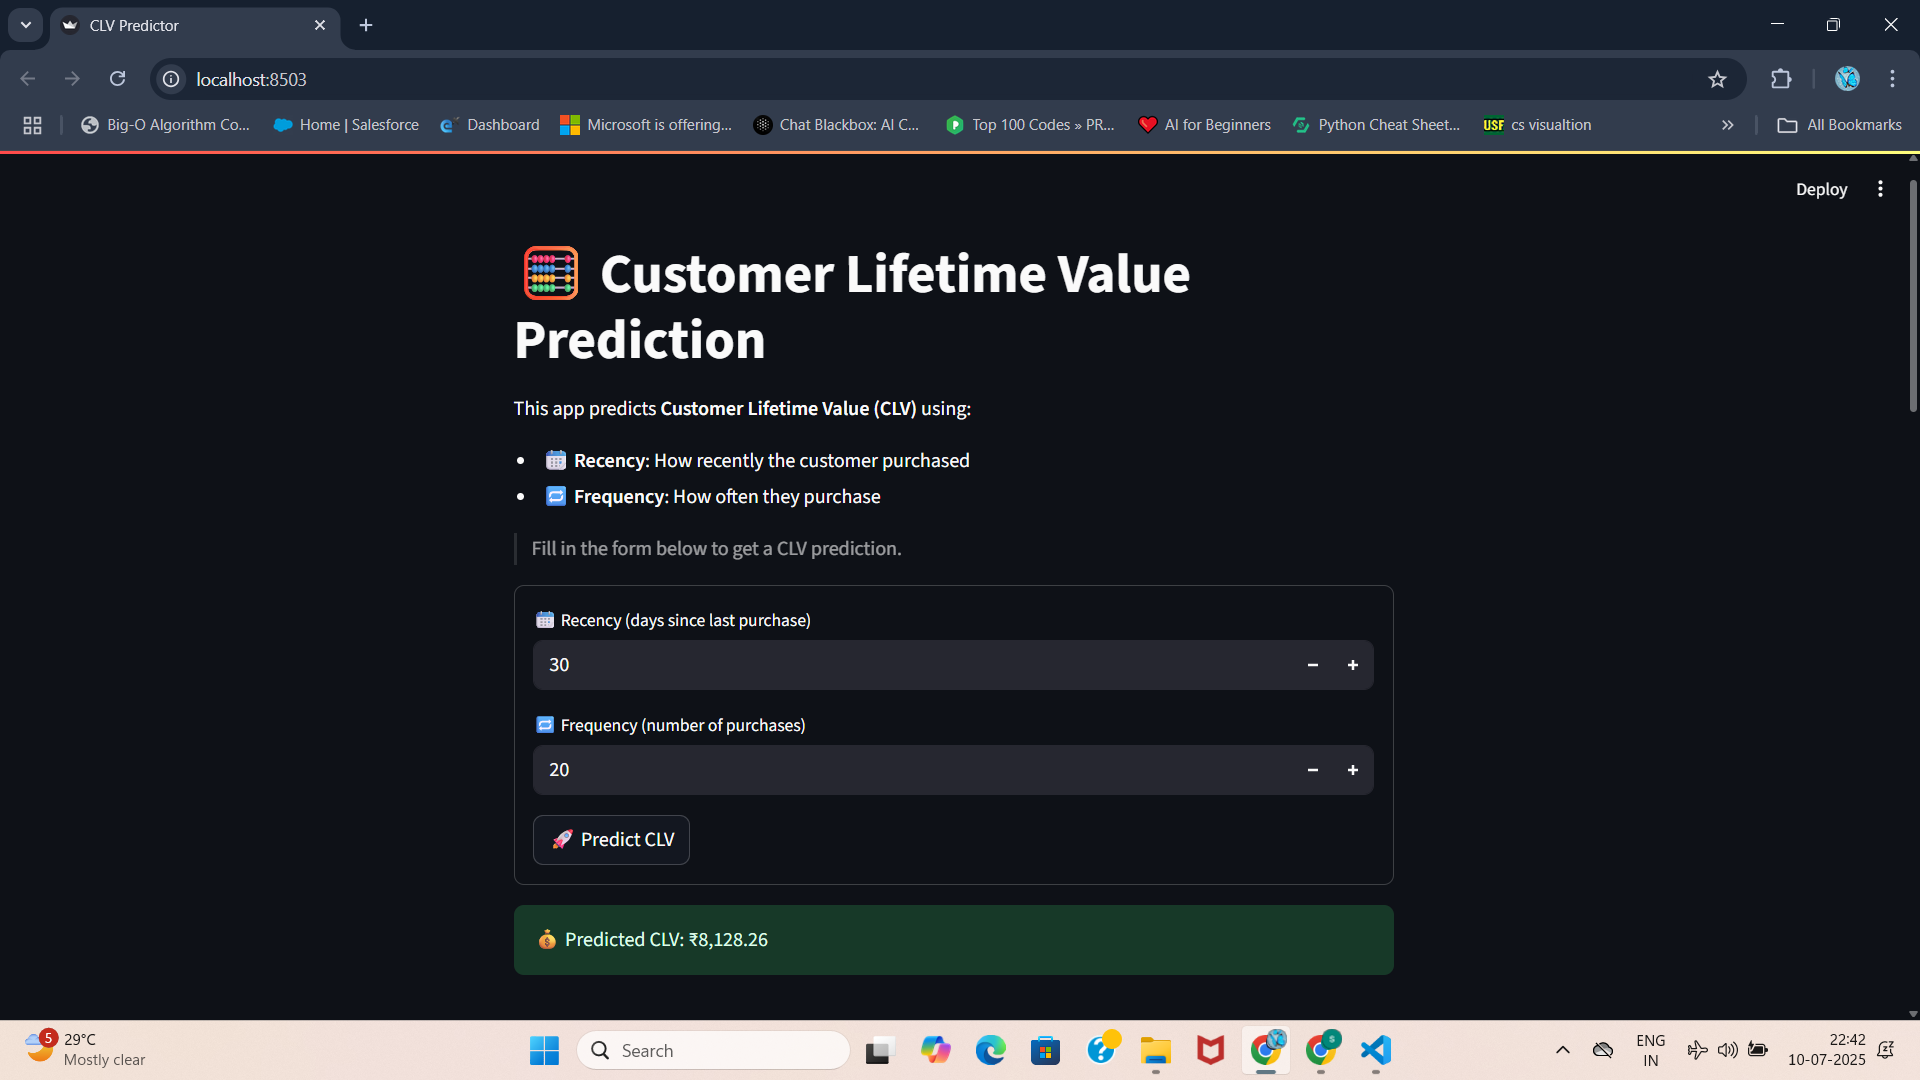 CLV Predictor
localhost:8503
Big-O Algorithm Co...
Home | Salesforce
Dashboard
Microsoft is offering...
Chat Blackbox: AI C...
Top 100 Codes » PR...
AI for Beginners
Python Cheat Sheet...
USF
cs visualtion
All Bookmarks
Deploy
Customer Lifetime Value
Prediction
This app predicts Customer Lifetime Value (CLV) using:
Recency: How recently the customer purchased
Frequency: How often they purchase
Fill in the form below to get a CLV prediction.
Recency (days since last purchase)
30
Frequency (number of purchases)
20
Predict CLV
Predicted CLV: ₹8,128.26
5
29°C
Mostly clear
Search
S
ENG
IN
22:42
10-07-2025